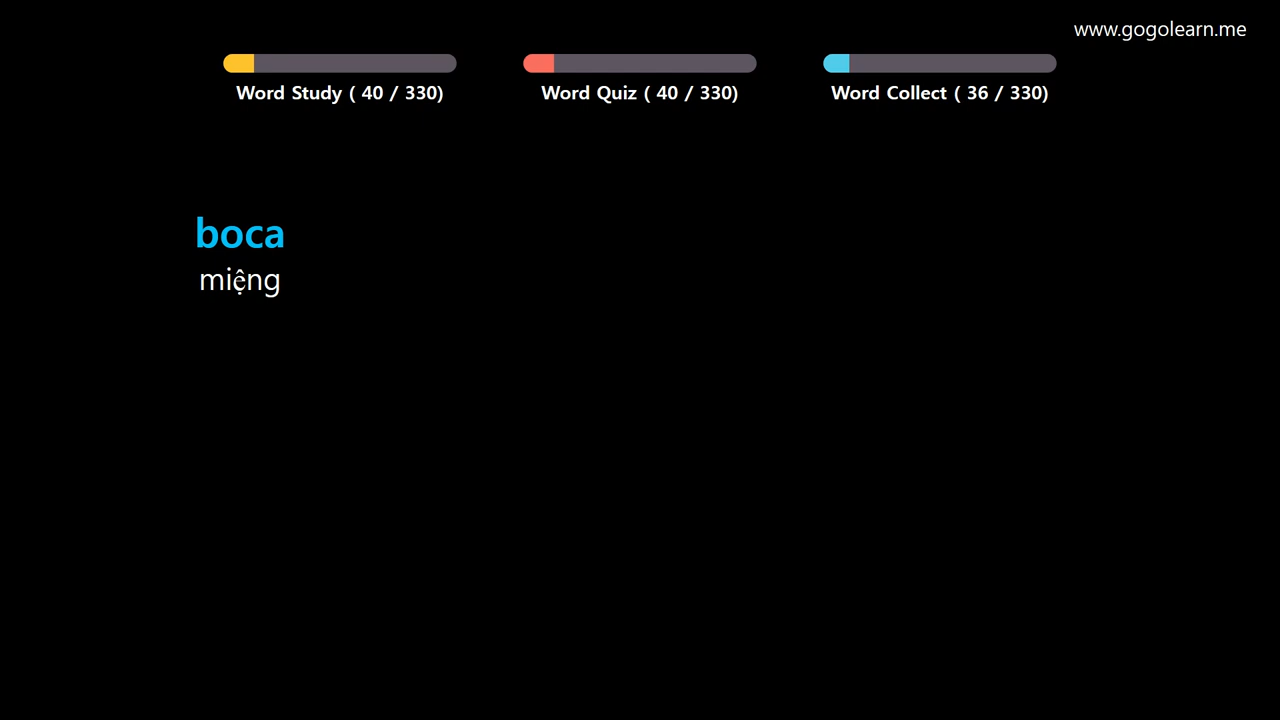 www.gogolearn.me
Word Study ( 40 / 330)
Word Quiz ( 40 / 330)
Word Collect ( 36 / 330)
boca
miệng